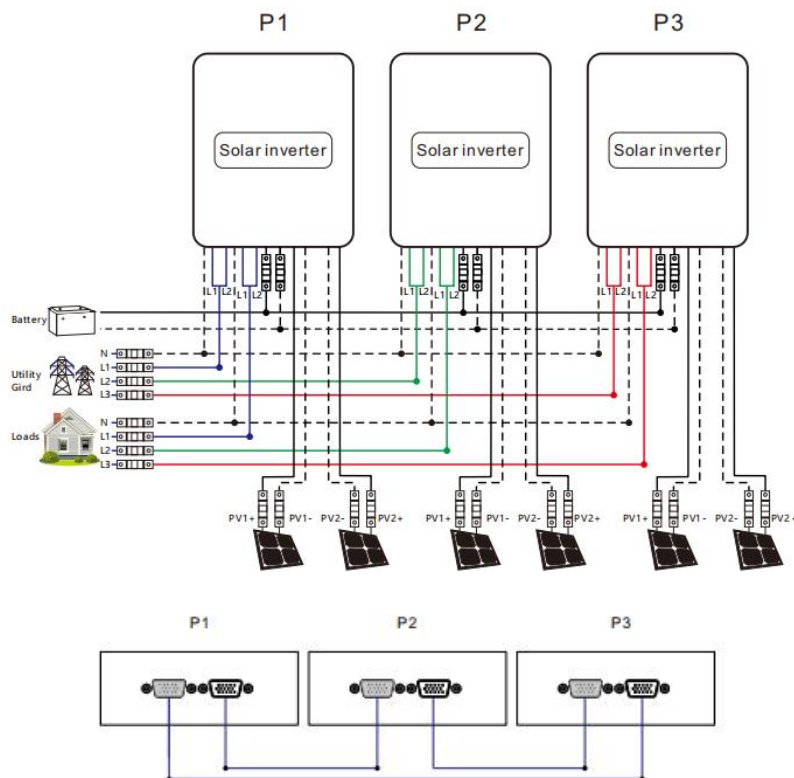 P1 P2 P3
Solar inverter Solar inverter Solar inverter
L1 L2 L1 L2 L1 L2 L1 L2 L1 L2 L1 L2
Battery
Utility
Gird
N
L1
L2
L3
Loads
N
L1
L2
L3
PV1+ PV1- PV2- PV2+ PV1+ PV1- PV2- PV2+ PV1+ PV1- PV2- PV2+
P1 P2 P3